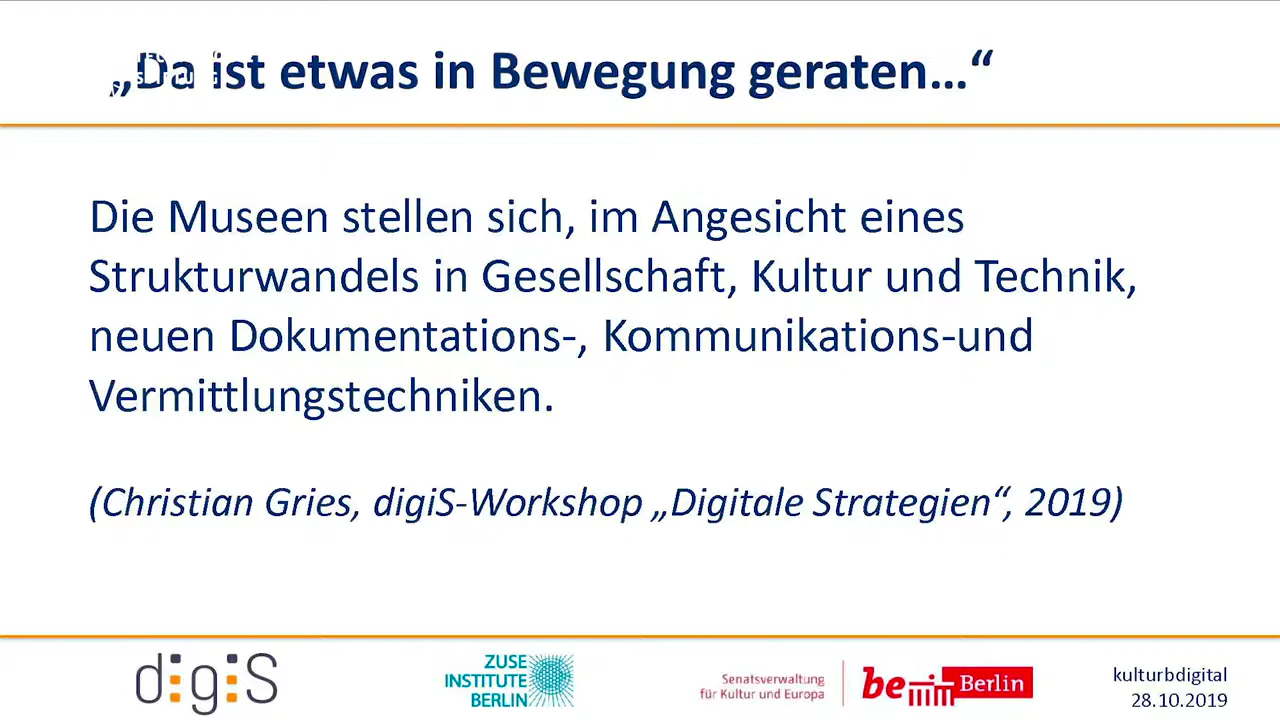 „Da ist etwas in Bewegung geraten…“
Die Museen stellen sich, im Angesicht eines
Strukturwandels in Gesellschaft, Kultur und Technik,
neuen Dokumentations-, Kommunikations-und
Vermittlungstechniken.
(Christian Gries, digiS-Workshop „Digitale Strategien“, 2019)
digiS
ZUSE
INSTITUTE
BERLIN
Senatsverwaltung
für Kultur und Europa
be Berlin
kulturbdigital
28.10.2019